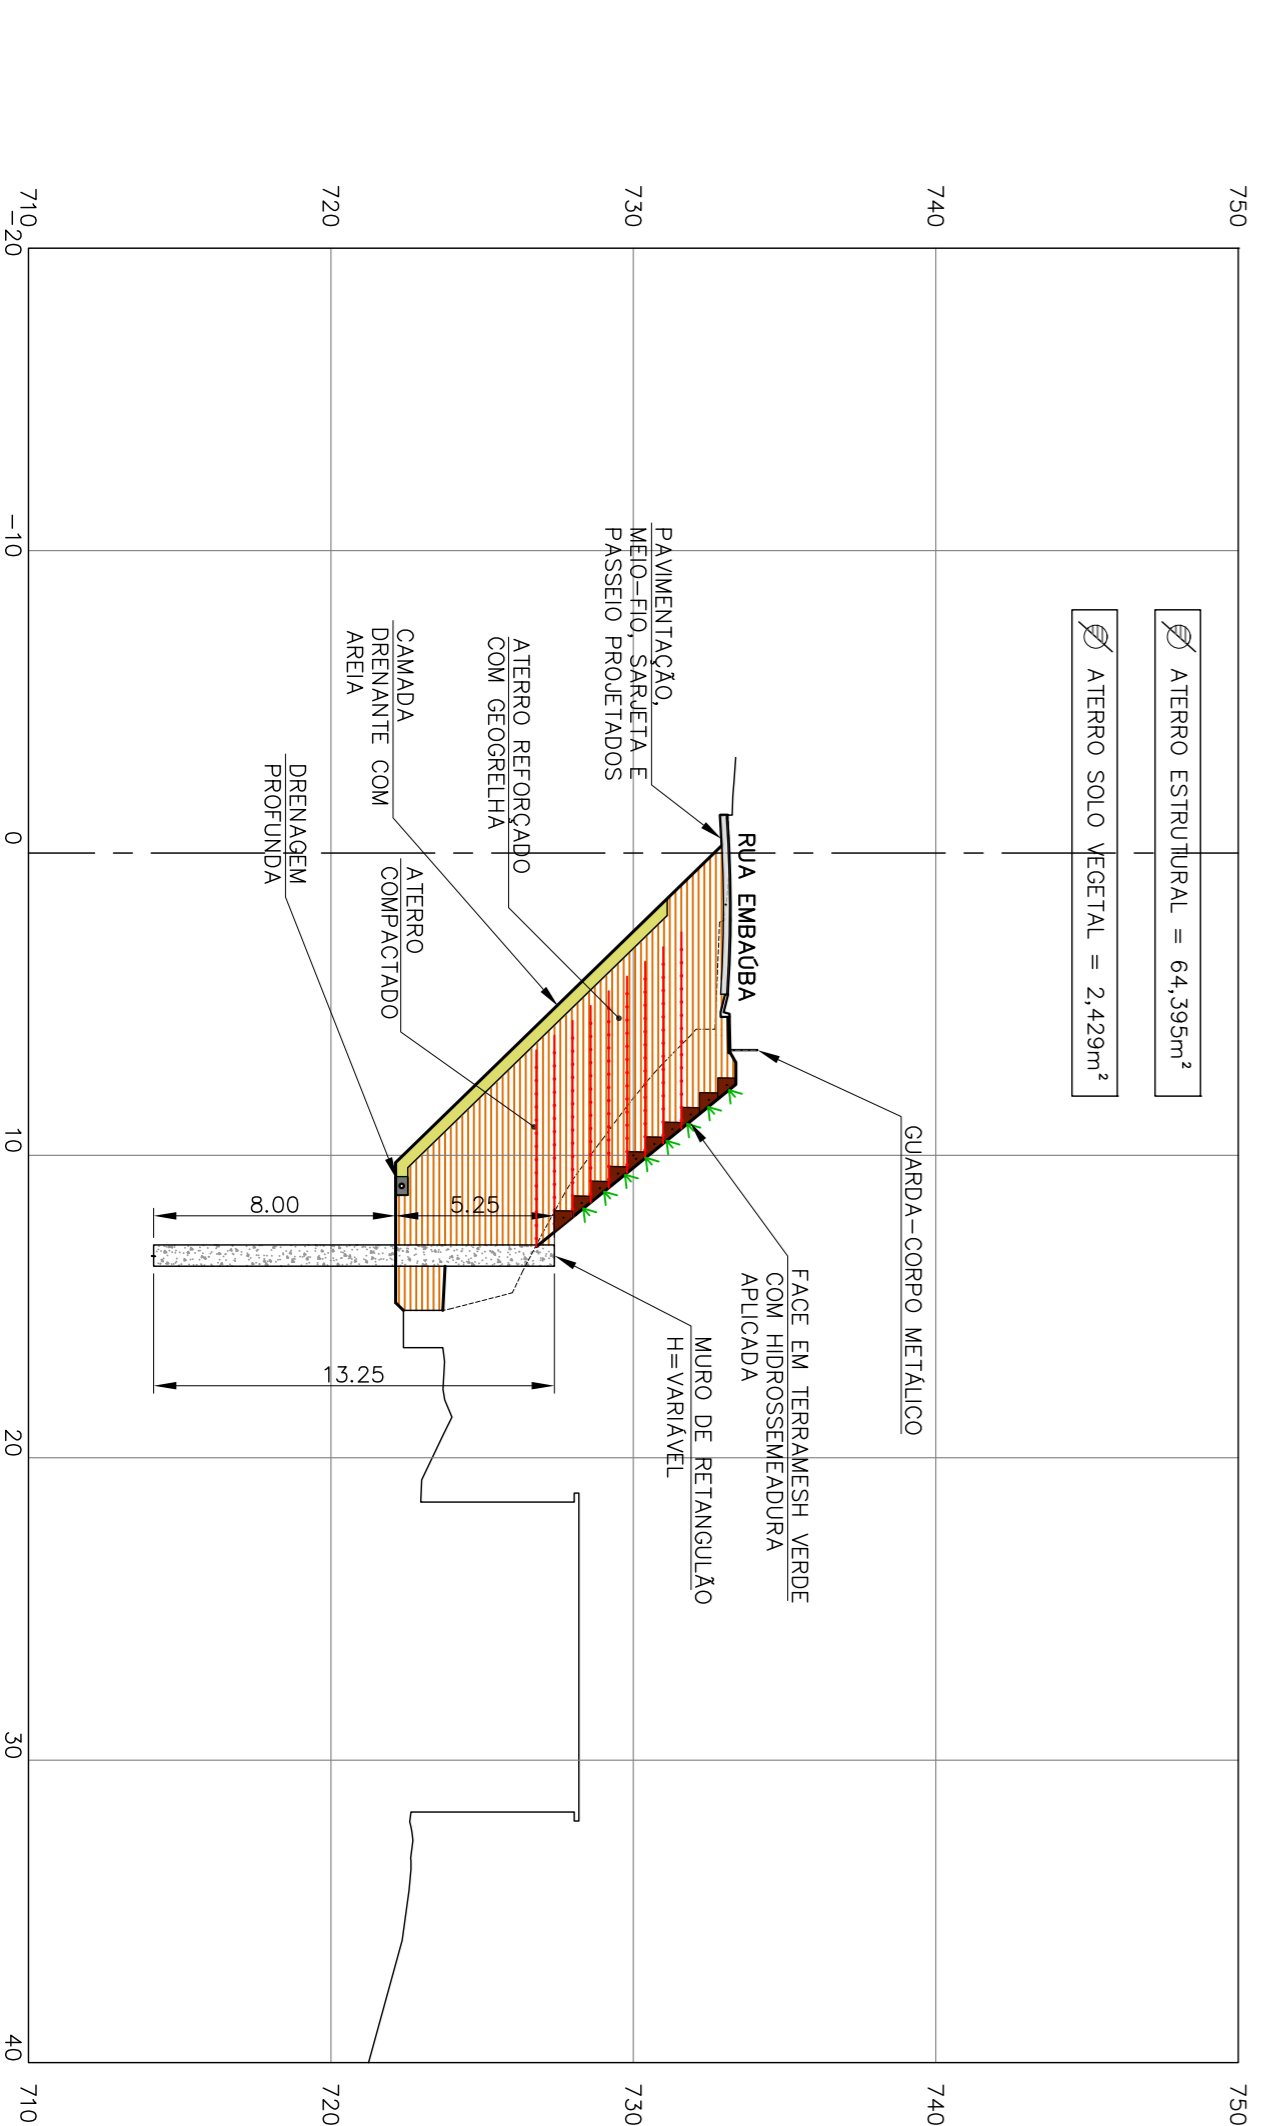 ⌀ ATERRO ESTRUTURAL = 64,395m²
⌀ ATERRO SOLO VEGETAL = 2,429m²
750
740
730
720
710
750
740
730
720
710
-20
-10
0
10
20
30
40
RUA EMBAÚBA
PAVIMENTAÇÃO,
MEIO-FIO, SARJETA E
PASSEIO PROJETADOS
ATERRO REFORÇADO
COM GEOGRELHA
CAMADA
DRENANTE COM
AREIA
ATERRO
COMPACTADO
DRENAGEM
PROFUNDA
GUARDA-CORPO METÁLICO
FACE EM TERRAMESH VERDE
COM HIDROSSEMEADURA
APLICADA
MURO DE RETANGULÃO
H=VARIÁVEL
5.25
8.00
13.25